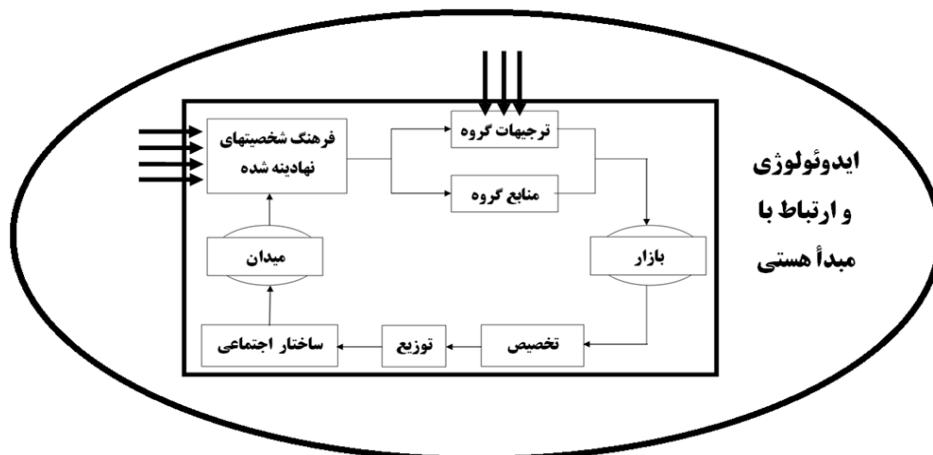 ترجیهات گروه
فرهنگ شخصیتهای
نهادینه شده
منابع گروه
ایدوئولوژی
و ارتباط با
مبدأ هستی
میدان
بازار
ساختار اجتماعی
توزیع
تخصیص